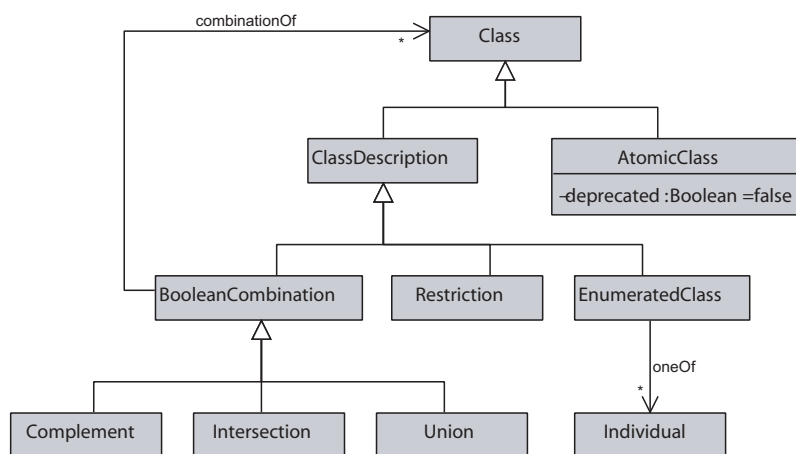 combinationOf
*
Class
ClassDescription
AtomicClass
-deprecated :Boolean =false
BooleanCombination
Restriction
EnumeratedClass
oneOf
*
Complement
Intersection
Union
Individual